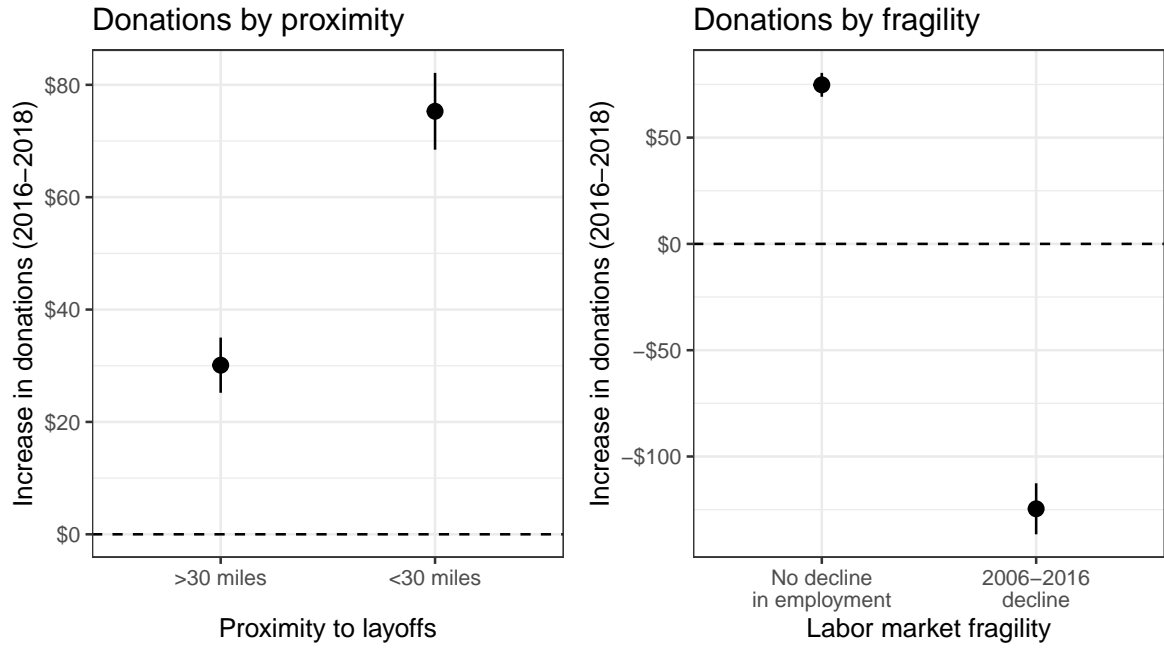 Donations by proximity
Increase in donations (2016−2018)
$80
$60
$40
$20
$0
>30 miles
<30 miles
Proximity to layoffs
Donations by fragility
Increase in donations (2016−2018)
$50
$0
−$50
−$100
No decline
in employment
2006−2016
decline
Labor market fragility